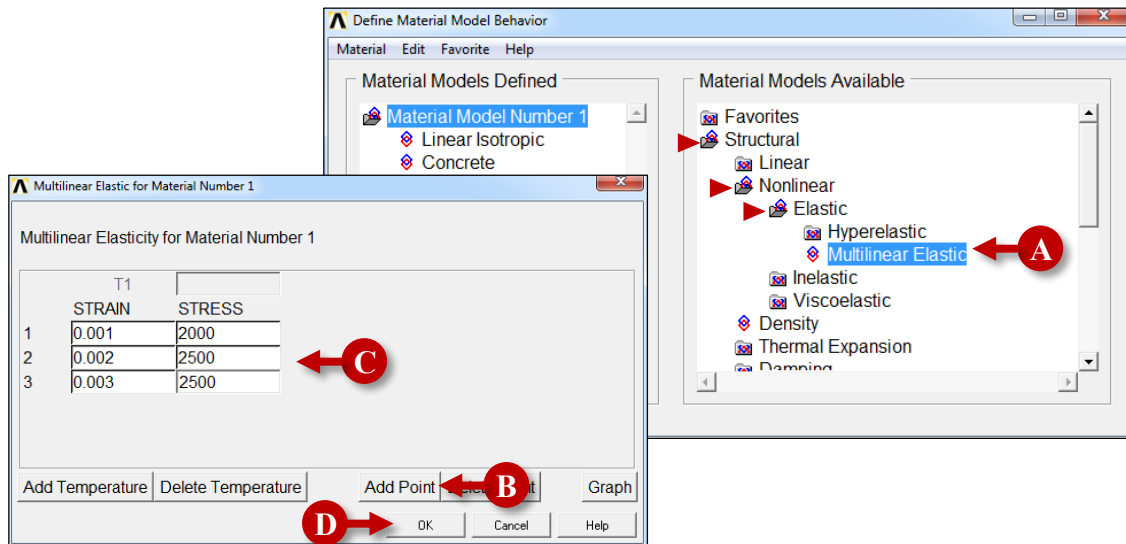 Define Material Model Behavior
Material Edit Favorite Help
Material Models Defined
Material Model Number 1
Linear Isotropic
Concrete
Material Models Available
Favorites
Structural
Linear
Nonlinear
Elastic
Hyperelastic
Multilinear Elastic
A
Inelastic
Viscoelastic
Density
Thermal Expansion
Damping
Multilinear Elastic for Material Number 1
Multilinear Elasticity for Material Number 1
T1
STRAIN STRESS
1 0.001 2000
2 0.002 2500
C
3 0.003 2500
Add Temperature Delete Temperature Add Point B Graph
D OK Cancel Help